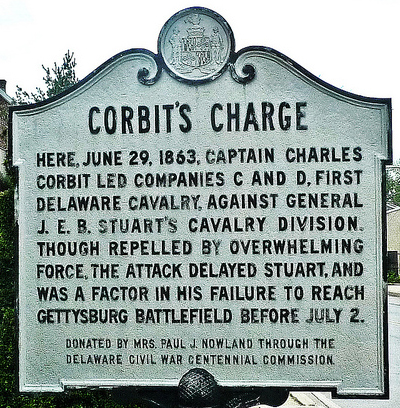 CORBIT'S CHARGE
HERE, JUNE 29, 1863, CAPTAIN CHARLES
CORBIT LED COMPANIES C AND D, FIRST
DELAWARE CAVALRY, AGAINST GENERAL
J. E. B. STUART'S CAVALRY DIVISION.
THOUGH REPELLED BY OVERWHELMING
FORCE, THE ATTACK DELAYED STUART, AND
WAS A FACTOR IN HIS FAILURE TO REACH
GETTYSBURG BATTLEFIELD BEFORE JULY 2.
DONATED BY MRS. PAUL J. NOWLAND THROUGH THE
DELAWARE CIVIL WAR CENTENNIAL COMMISSION.